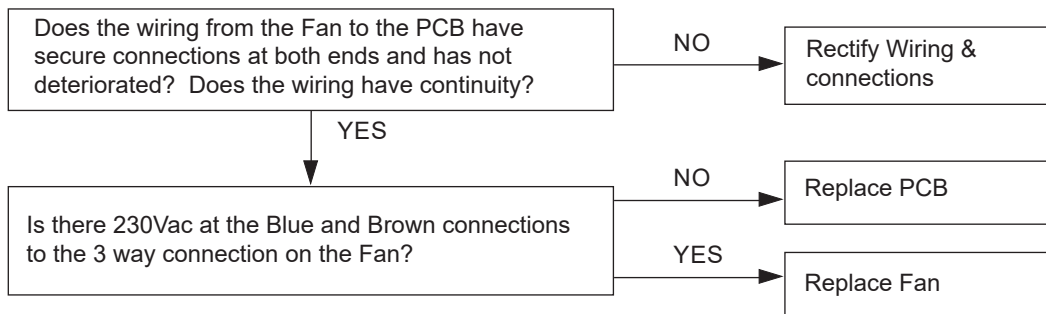 Does the wiring from the Fan to the PCB have
secure connections at both ends and has not
deteriorated?  Does the wiring have continuity?
NO
Rectify Wiring &
connections
YES
Is there 230Vac at the Blue and Brown connections
to the 3 way connection on the Fan?
NO
Replace PCB
YES
Replace Fan